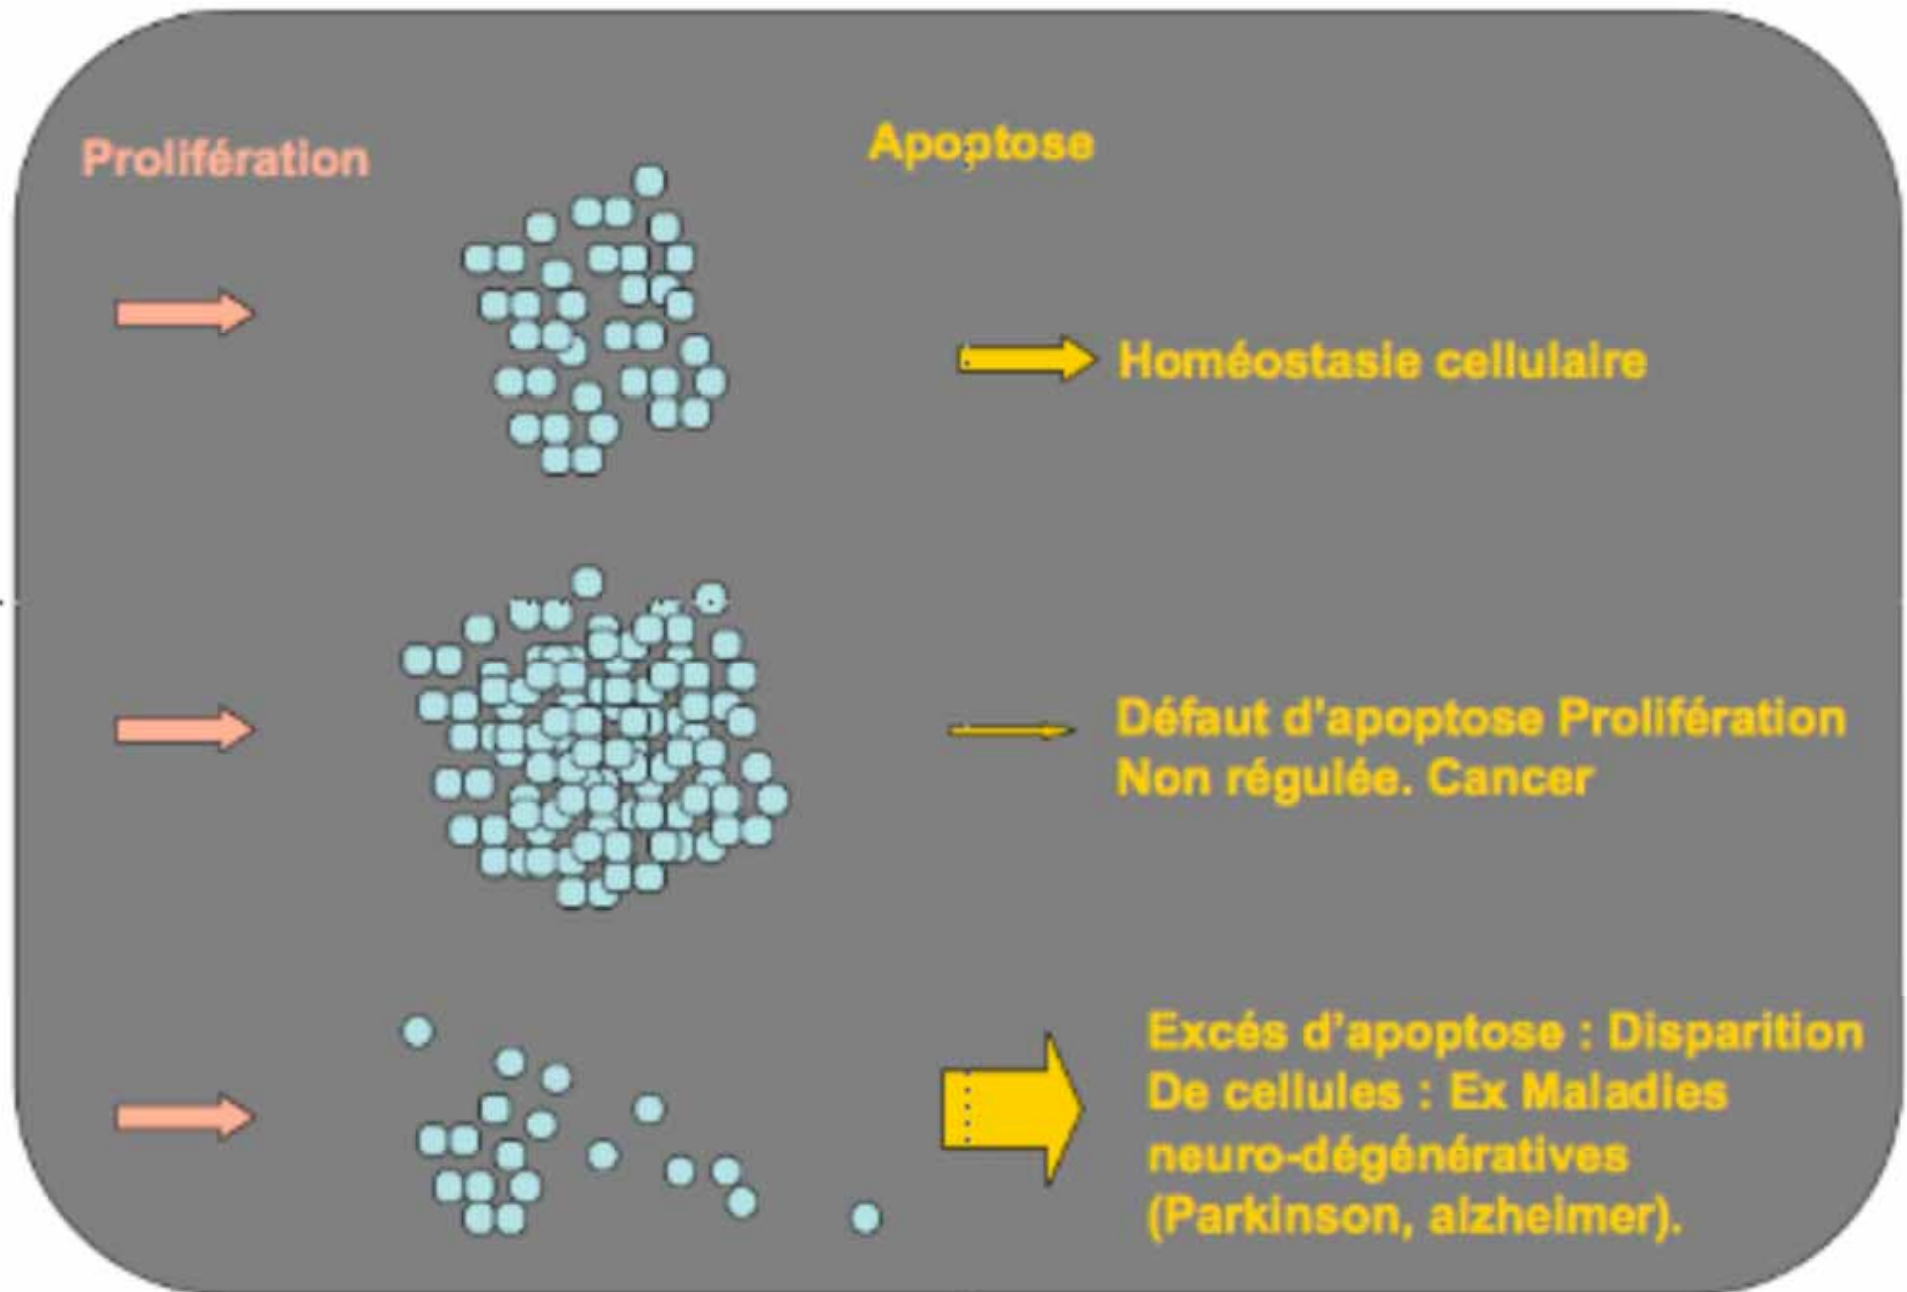 Prolifération
Apoptose
Homéostasie cellulaire
Défaut d'apoptose Prolifération
Non régulée. Cancer
Excés d'apoptose : Disparition
De cellules : Ex Maladies
neuro-dégénératives
(Parkinson, alzheimer).